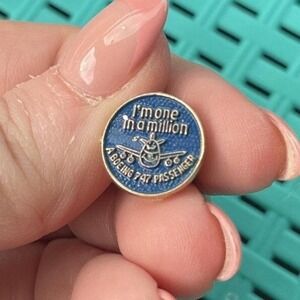 I'm one
in a million
A BOEING 747 PASSENGER